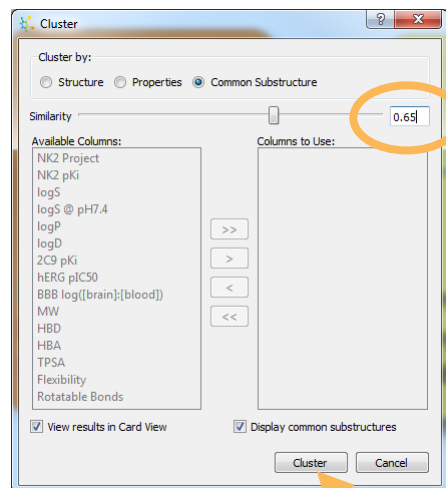 Cluster
Cluster by:
Structure Properties Common Substructure
Similarity 0.65
Available Columns: Columns to Use:
NK2 Project
NK2 pKi
logS
logS @ pH7.4
logP
logD
2C9 pKi
hERG pIC50
BBB log([brain]:[blood])
MW
HBD
HBA
TPSA
Flexibility
Rotatable Bonds
>>
>
<
<<
View results in Card View Display common substructures
Cluster Cancel